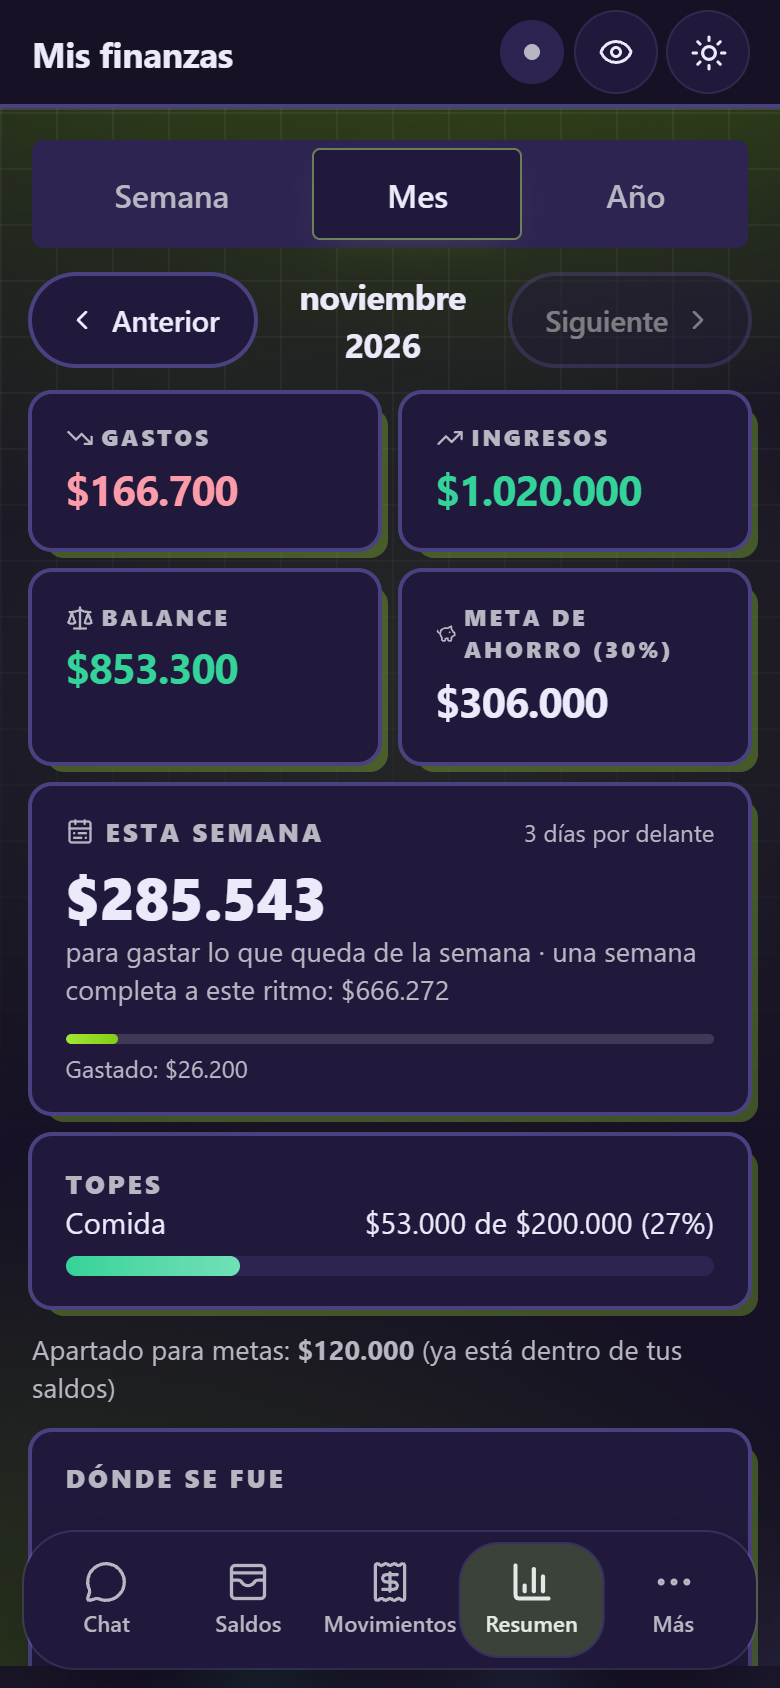 Mis finanzas
Semana
Mes
Año
Anterior
noviembre
2026
Siguiente
GASTOS
$166.700
INGRESOS
$1.020.000
BALANCE
$853.300
META DE
AHORRO (30%)
$306.000
ESTA SEMANA
3 días por delante
$285.543
para gastar lo que queda de la semana · una semana
completa a este ritmo: $666.272
Gastado: $26.200
TOPES
Comida
$53.000 de $200.000 (27%)
Apartado para metas: $120.000 (ya está dentro de tus
saldos)
DÓNDE SE FUE
Chat
Saldos
Movimientos
Resumen
Más